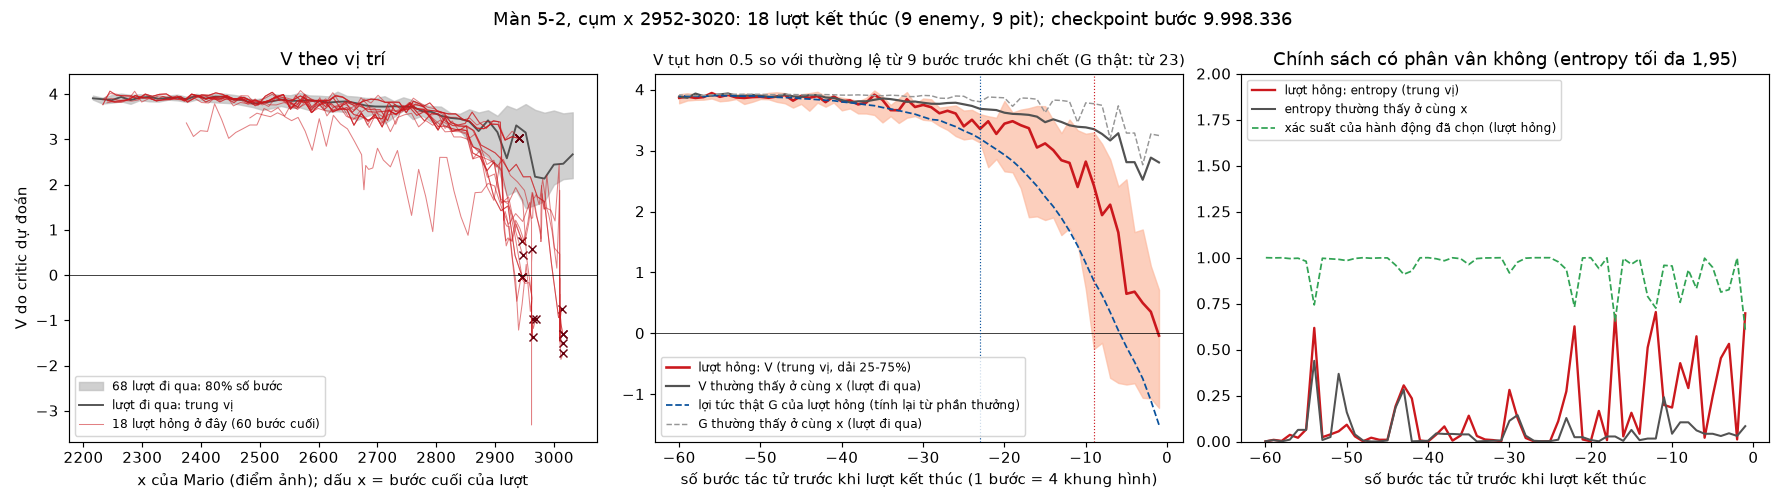 Màn 5-2, cụm x 2952-3020: 18 lượt kết thúc (9 enemy, 9 pit); checkpoint bước 9.998.336
V theo vị trí
V do critic dự đoán
4
3
2
1
0
−1
−2
−3
68 lượt đi qua: 80% số bước
lượt đi qua: trung vị
18 lượt hỏng ở đây (60 bước cuối)
2200 2300 2400 2500 2600 2700 2800 2900 3000
x của Mario (điểm ảnh); dấu x = bước cuối của lượt
V tụt hơn 0.5 so với thường lệ từ 9 bước trước khi chết (G thật: từ 23)
4
3
2
1
0
−1
lượt hỏng: V (trung vị, dải 25-75%)
V thường thấy ở cùng x (lượt đi qua)
lợi tức thật G của lượt hỏng (tính lại từ phần thưởng)
G thường thấy ở cùng x (lượt đi qua)
−60 −50 −40 −30 −20 −10 0
số bước tác tử trước khi lượt kết thúc (1 bước = 4 khung hình)
Chính sách có phân vân không (entropy tối đa 1,95)
2.00
1.75
1.50
1.25
1.00
0.75
0.50
0.25
0.00
lượt hỏng: entropy (trung vị)
entropy thường thấy ở cùng x
xác suất của hành động đã chọn (lượt hỏng)
−60 −50 −40 −30 −20 −10 0
số bước tác tử trước khi lượt kết thúc